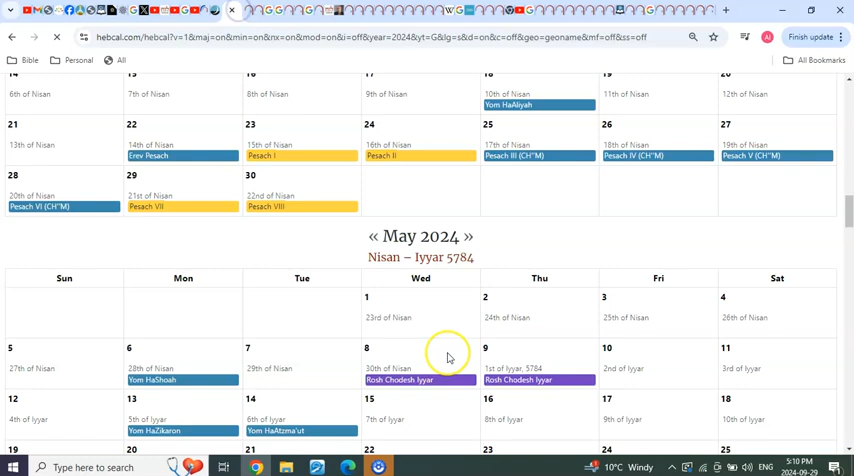 hebcal.com/hebcal?v=1&maj=on&min=on&nx=on&mod=on&i=off&year=2024&yt=G&lg=s&d=on&c=off&geo=geoname&mf=off&ss=off
AI
Finish update
Bible
Personal
All
All Bookmarks
14 15 16 17 18 19 20
6th of Nisan 7th of Nisan 8th of Nisan 9th of Nisan 10th of Nisan 11th of Nisan 12th of Nisan
Yom HaAliyah
21 22 23 24 25 26 27
13th of Nisan 14th of Nisan 15th of Nisan 16th of Nisan 17th of Nisan 18th of Nisan 19th of Nisan
Erev Pesach Pesach I Pesach II Pesach III (CH"M) Pesach IV (CH"M) Pesach V (CH"M)
28 29 30
20th of Nisan 21st of Nisan 22nd of Nisan
Pesach VI (CH"M) Pesach VII Pesach VIII
« May 2024 »
Nisan – Iyyar 5784
Sun Mon Tue Wed Thu Fri Sat
1 2 3 4
23rd of Nisan 24th of Nisan 25th of Nisan 26th of Nisan
5 6 7 8 9 10 11
27th of Nisan 28th of Nisan 29th of Nisan 30th of Nisan 1st of Iyyar, 5784 2nd of Iyyar 3rd of Iyyar
Yom HaShoah Rosh Chodesh Iyyar Rosh Chodesh Iyyar
12 13 14 15 16 17 18
4th of Iyyar 5th of Iyyar 6th of Iyyar 7th of Iyyar 8th of Iyyar 9th of Iyyar 10th of Iyyar
Yom HaZikaron Yom HaAtzma'ut
19 20 21 22 23 24 25
Type here to search
10°C Windy
ENG
5:10 PM
2024-09-29